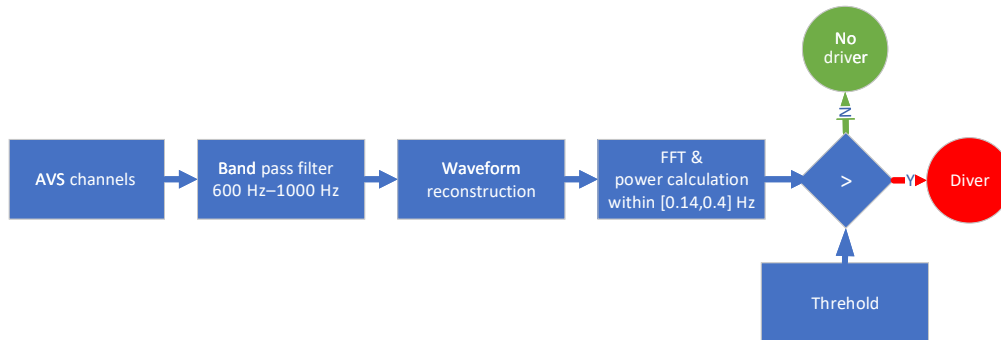 No
driver
N
AVS channels
Band pass filter
600 Hz–1000 Hz
Waveform
reconstruction
FFT &
power calculation
within [0.14,0.4] Hz
>
Y
Diver
Threhold